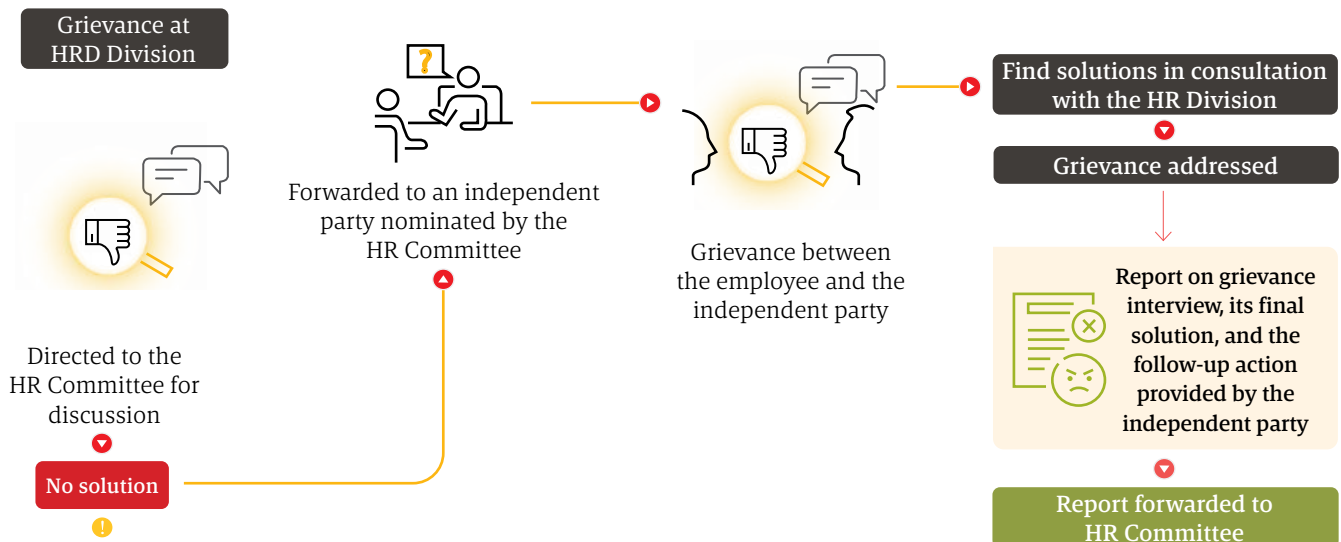 Grievance at
HRD Division
Directed to the
HR Committee for
discussion
No solution
!
?
Forwarded to an independent
party nominated by the
HR Committee
Grievance between
the employee and the
independent party
Find solutions in consultation
with the HR Division
Grievance addressed
Report on grievance
interview, its final
solution, and the
follow-up action
provided by the
independent party
Report forwarded to
HR Committee